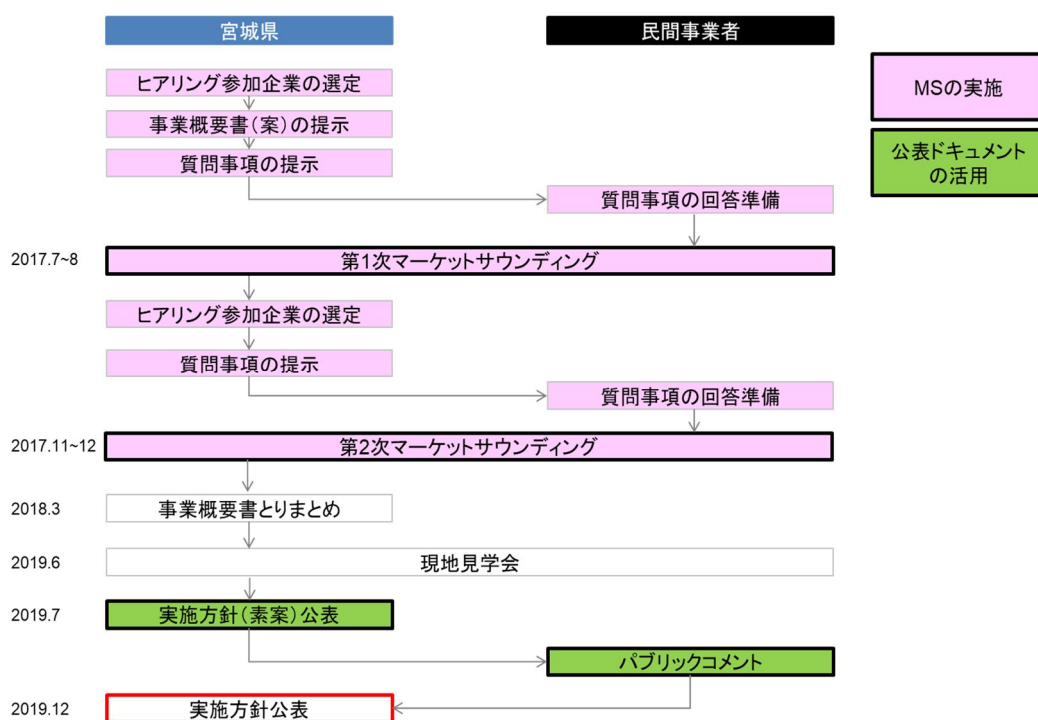 宮城県
民間事業者
ヒアリング参加企業の選定
事業概要書(案)の提示
質問事項の提示
質問事項の回答準備
2017.7~8
第1次マーケットサウンディング
ヒアリング参加企業の選定
質問事項の提示
質問事項の回答準備
2017.11~12
第2次マーケットサウンディング
2018.3
事業概要書とりまとめ
2019.6
現地見学会
2019.7
実施方針(素案)公表
パブリックコメント
2019.12
実施方針公表
MSの実施
公表ドキュメント
の活用